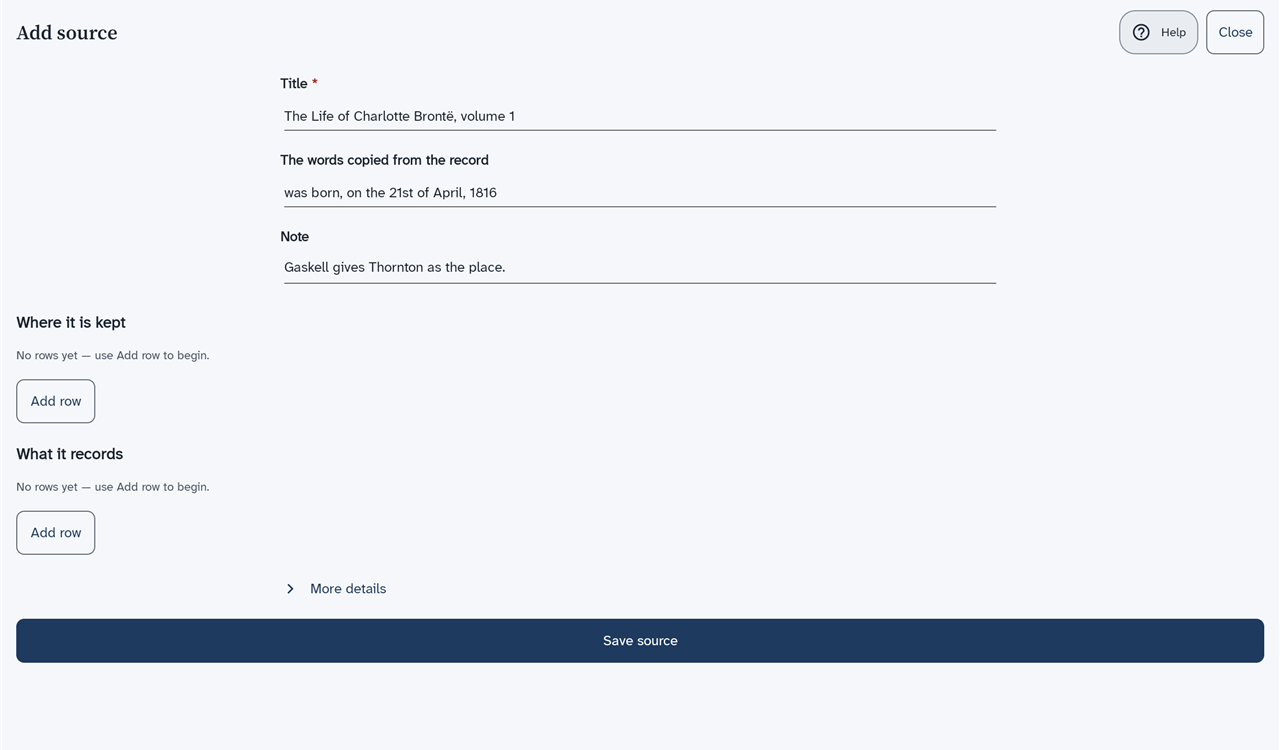 Add source
Help
Close
Title *
The Life of Charlotte Brontë, volume 1
The words copied from the record
was born, on the 21st of April, 1816
Note
Gaskell gives Thornton as the place.
Where it is kept
No rows yet — use Add row to begin.
Add row
What it records
No rows yet — use Add row to begin.
Add row
More details
Save source